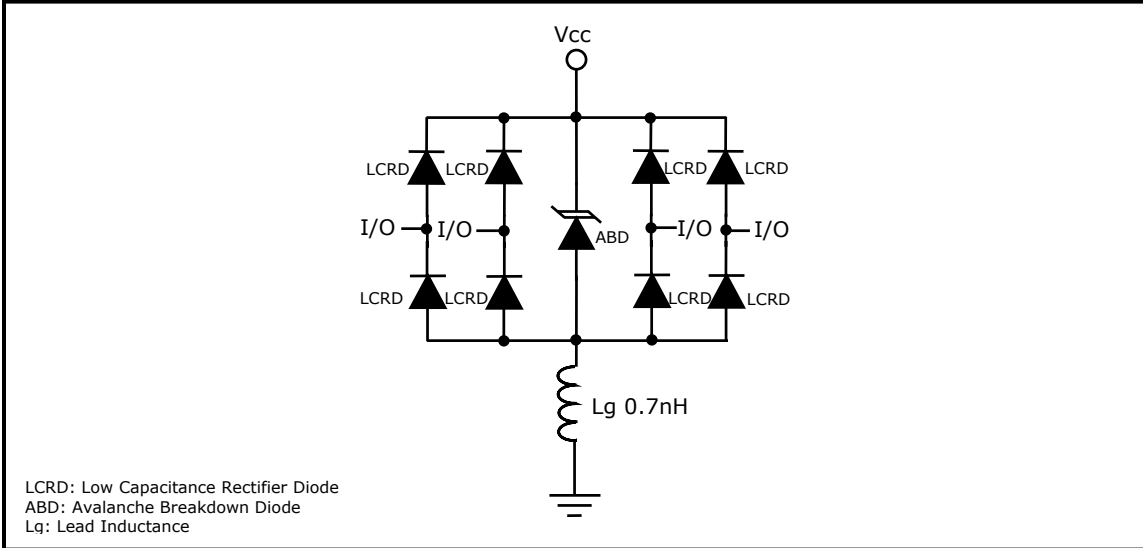 Vcc
LCRD LCRD LCRD LCRD
I/O I/O ABD I/O I/O
LCRD LCRD LCRD LCRD
Lg 0.7nH
LCRD: Low Capacitance Rectifier Diode
ABD: Avalanche Breakdown Diode
Lg: Lead Inductance